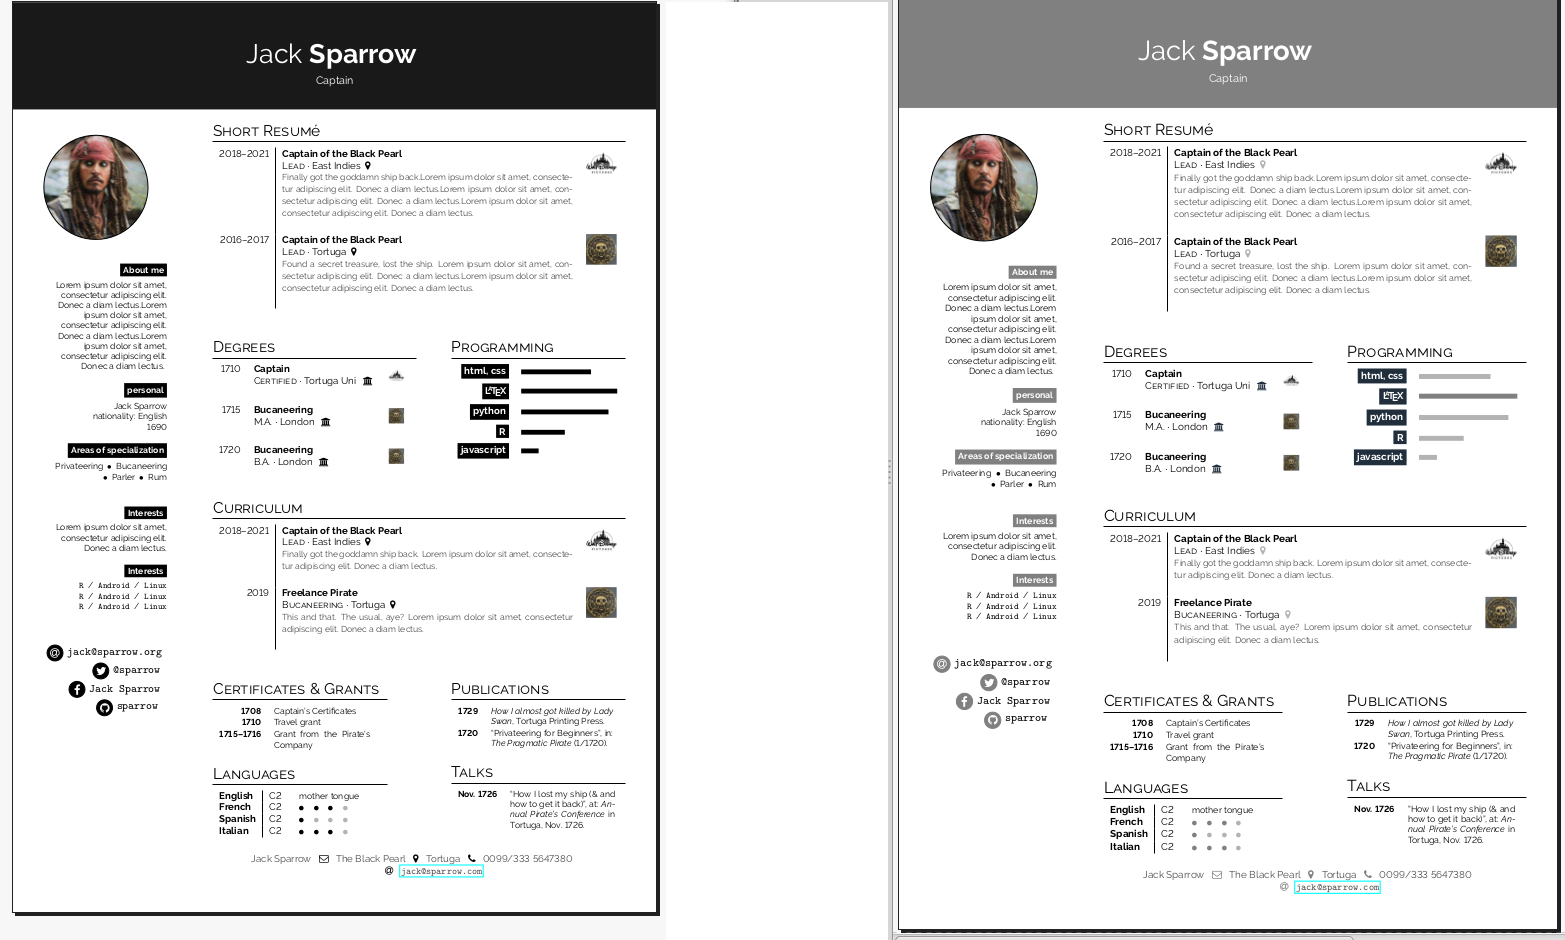 Jack Sparrow
Captain
About me
Lorem ipsum dolor sit amet,
consectetur adipiscing elit.
Donec a diam lectus.Lorem
ipsum dolor sit amet,
consectetur adipiscing elit.
Donec a diam lectus.Lorem
ipsum dolor sit amet,
consectetur adipiscing elit.
Donec a diam lectus.
personal
Jack Sparrow
nationality: English
1690
Areas of specialization
Privateering • Bucaneering
• Parler • Rum
Interests
Lorem ipsum dolor sit amet,
consectetur adipiscing elit.
Donec a diam lectus.
Interests
R / Android / Linux
R / Android / Linux
R / Android / Linux
@ jack@sparrow.org
@sparrow
Jack Sparrow
sparrow
Short Resumé
2018–2021 Captain of the Black Pearl
Lead · East Indies
Finally got the goddamn ship back.Lorem ipsum dolor sit amet, consecte-
tur adipiscing elit. Donec a diam lectus.Lorem ipsum dolor sit amet, con-
sectetur adipiscing elit. Donec a diam lectus.Lorem ipsum dolor sit amet,
consectetur adipiscing elit. Donec a diam lectus.
2016–2017 Captain of the Black Pearl
Lead · Tortuga
Found a secret treasure, lost the ship. Lorem ipsum dolor sit amet, con-
sectetur adipiscing elit. Donec a diam lectus.Lorem ipsum dolor sit amet,
consectetur adipiscing elit. Donec a diam lectus.
Degrees
1710 Captain
Certified · Tortuga Uni
1715 Bucaneering
M.A. · London
1720 Bucaneering
B.A. · London
Programming
html, css
LATEX
python
R
javascript
Curriculum
2018–2021 Captain of the Black Pearl
Lead · East Indies
Finally got the goddamn ship back. Lorem ipsum dolor sit amet, consecte-
tur adipiscing elit. Donec a diam lectus.
2019 Freelance Pirate
Bucaneering · Tortuga
This and that. The usual, aye? Lorem ipsum dolor sit amet, consectetur
adipiscing elit. Donec a diam lectus.
Certificates & Grants
1708 Captain's Certificates
1710 Travel grant
1715–1716 Grant from the Pirate's
Company
Publications
1729 How I almost got killed by Lady
Swan, Tortuga Printing Press.
1720 "Privateering for Beginners", in:
The Pragmatic Pirate (1/1720).
Languages
English C2 mother tongue
French C2
Spanish C2
Italian C2
Talks
Nov. 1726 "How I lost my ship (& and
how to get it back)", at: An-
nual Pirate's Conference in
Tortuga, Nov. 1726.
Jack Sparrow The Black Pearl Tortuga 0099/333 5647380
@ jack@sparrow.com
Jack Sparrow
Captain
About me
Lorem ipsum dolor sit amet,
consectetur adipiscing elit.
Donec a diam lectus.Lorem
ipsum dolor sit amet,
consectetur adipiscing elit.
Donec a diam lectus.Lorem
ipsum dolor sit amet,
consectetur adipiscing elit.
Donec a diam lectus.
personal
Jack Sparrow
nationality: English
1690
Areas of specialization
Privateering • Bucaneering
• Parler • Rum
Interests
Lorem ipsum dolor sit amet,
consectetur adipiscing elit.
Donec a diam lectus.
Interests
R / Android / Linux
R / Android / Linux
R / Android / Linux
@ jack@sparrow.org
@sparrow
Jack Sparrow
sparrow
Short Resumé
2018–2021 Captain of the Black Pearl
Lead · East Indies
Finally got the goddamn ship back.Lorem ipsum dolor sit amet, consecte-
tur adipiscing elit. Donec a diam lectus.Lorem ipsum dolor sit amet, con-
sectetur adipiscing elit. Donec a diam lectus.Lorem ipsum dolor sit amet,
consectetur adipiscing elit. Donec a diam lectus.
2016–2017 Captain of the Black Pearl
Lead · Tortuga
Found a secret treasure, lost the ship. Lorem ipsum dolor sit amet, con-
sectetur adipiscing elit. Donec a diam lectus.Lorem ipsum dolor sit amet,
consectetur adipiscing elit. Donec a diam lectus.
Degrees
1710 Captain
Certified · Tortuga Uni
1715 Bucaneering
M.A. · London
1720 Bucaneering
B.A. · London
Programming
html, css
LATEX
python
R
javascript
Curriculum
2018–2021 Captain of the Black Pearl
Lead · East Indies
Finally got the goddamn ship back. Lorem ipsum dolor sit amet, consecte-
tur adipiscing elit. Donec a diam lectus.
2019 Freelance Pirate
Bucaneering · Tortuga
This and that. The usual, aye? Lorem ipsum dolor sit amet, consectetur
adipiscing elit. Donec a diam lectus.
Certificates & Grants
1708 Captain's Certificates
1710 Travel grant
1715–1716 Grant from the Pirate's
Company
Publications
1729 How I almost got killed by Lady
Swan, Tortuga Printing Press.
1720 "Privateering for Beginners", in:
The Pragmatic Pirate (1/1720).
Languages
English C2 mother tongue
French C2
Spanish C2
Italian C2
Talks
Nov. 1726 "How I lost my ship (& and
how to get it back)", at: An-
nual Pirate's Conference in
Tortuga, Nov. 1726.
Jack Sparrow The Black Pearl Tortuga 0099/333 5647380
@ jack@sparrow.com